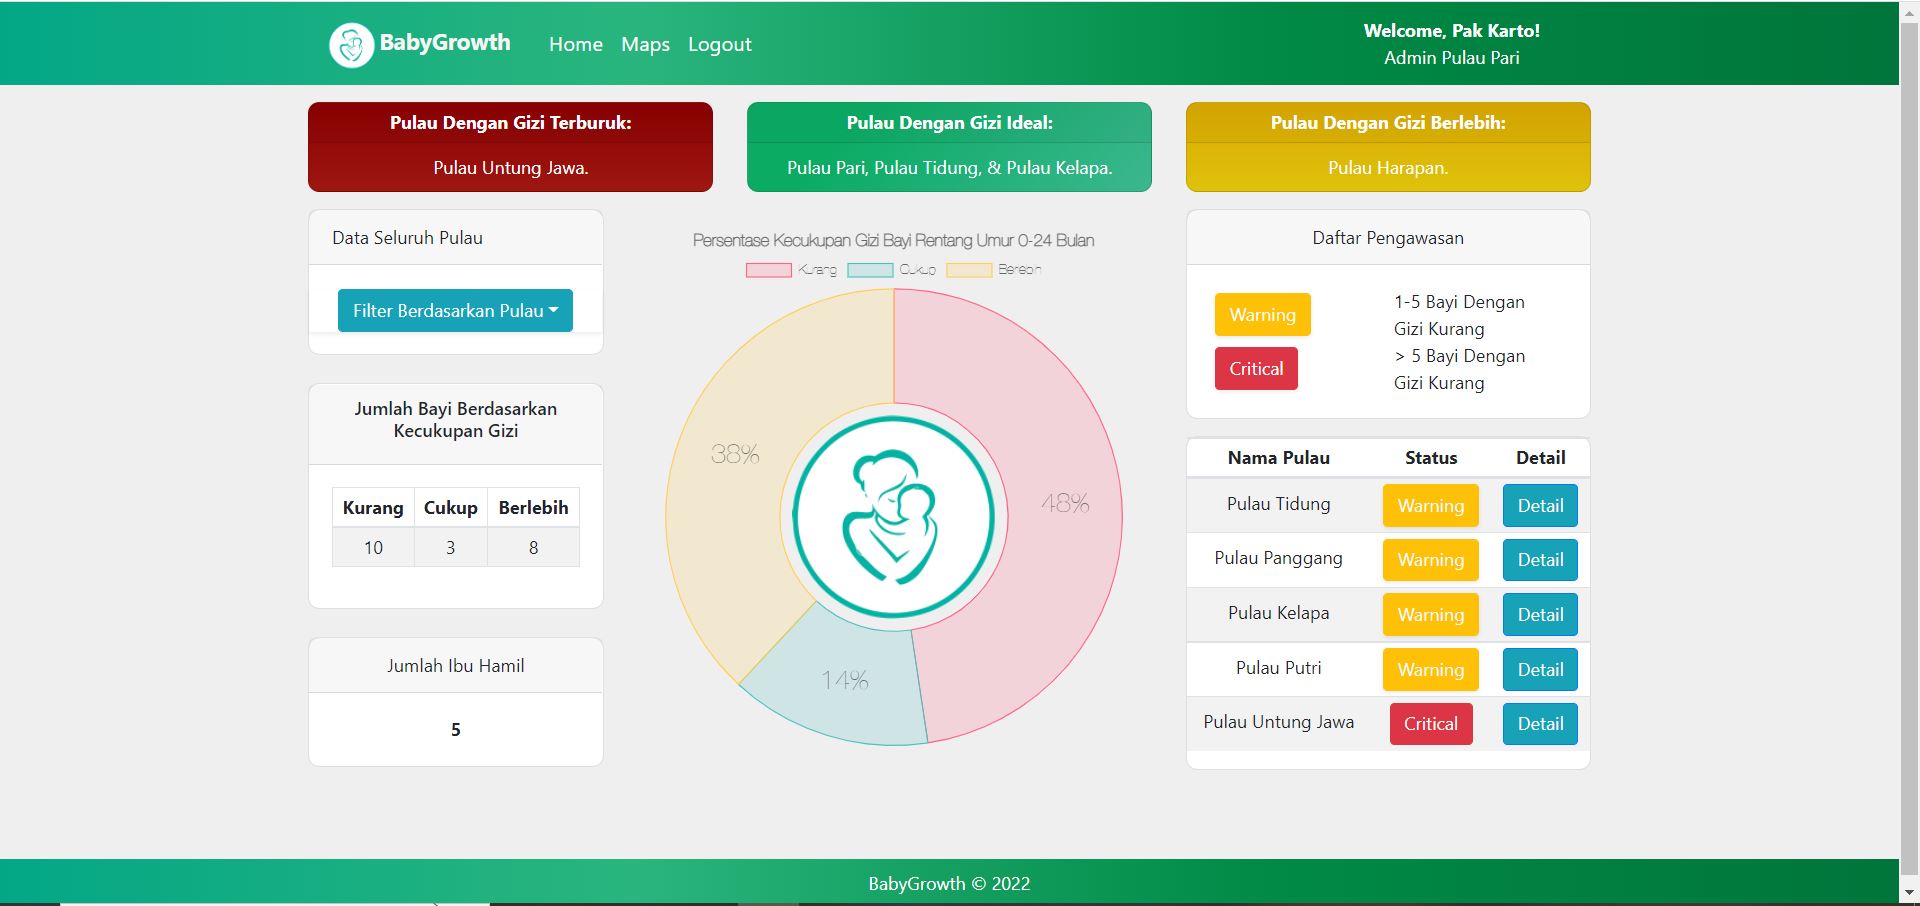 BabyGrowth Home Maps Logout
Welcome, Pak Karto!
Admin Pulau Pari
Pulau Dengan Gizi Terburuk:
Pulau Untung Jawa.
Pulau Dengan Gizi Ideal:
Pulau Pari, Pulau Tidung, & Pulau Kelapa.
Pulau Dengan Gizi Berlebih:
Pulau Harapan.
Data Seluruh Pulau
Filter Berdasarkan Pulau
Jumlah Bayi Berdasarkan
Kecukupan Gizi
Kurang Cukup Berlebih
10 3 8
Jumlah Ibu Hamil
5
Persentase Kecukupan Gizi Bayi Rentang Umur 0-24 Bulan
Kurang Cukup Berlebih
38%
48%
14%
Daftar Pengawasan
Warning
1-5 Bayi Dengan
Gizi Kurang
Critical
> 5 Bayi Dengan
Gizi Kurang
Nama Pulau Status Detail
Pulau Tidung Warning Detail
Pulau Panggang Warning Detail
Pulau Kelapa Warning Detail
Pulau Putri Warning Detail
Pulau Untung Jawa Critical Detail
BabyGrowth © 2022